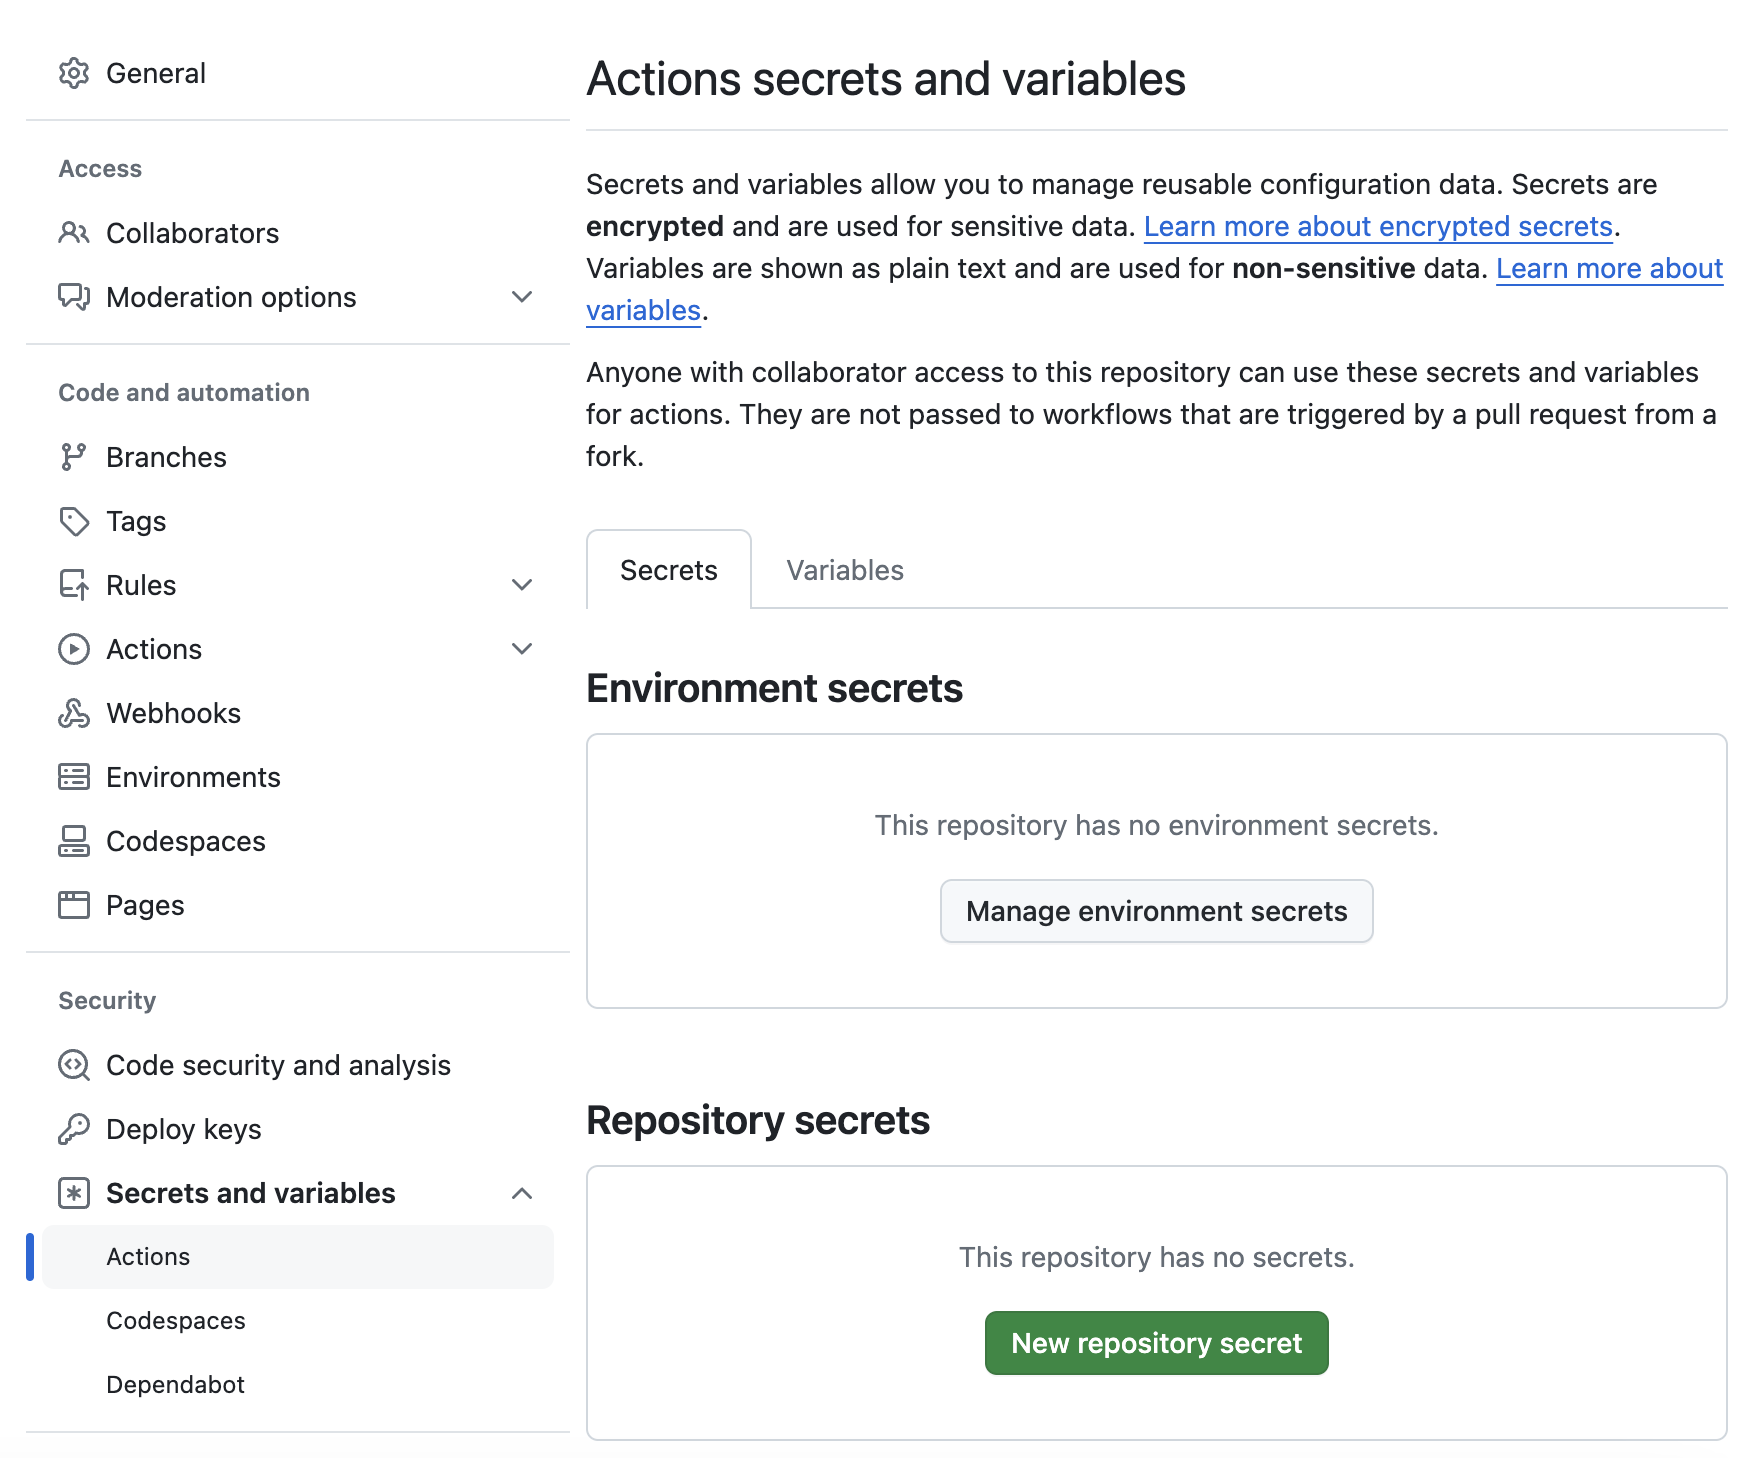 General
Access
Collaborators
Moderation options
Code and automation
Branches
Tags
Rules
Actions
Webhooks
Environments
Codespaces
Pages
Security
Code security and analysis
Deploy keys
Secrets and variables
Actions
Codespaces
Dependabot
Actions secrets and variables
Secrets and variables allow you to manage reusable configuration data. Secrets are
encrypted and are used for sensitive data. Learn more about encrypted secrets.
Variables are shown as plain text and are used for non-sensitive data. Learn more about
variables.
Anyone with collaborator access to this repository can use these secrets and variables
for actions. They are not passed to workflows that are triggered by a pull request from a
fork.
Secrets
Variables
Environment secrets
This repository has no environment secrets.
Manage environment secrets
Repository secrets
This repository has no secrets.
New repository secret